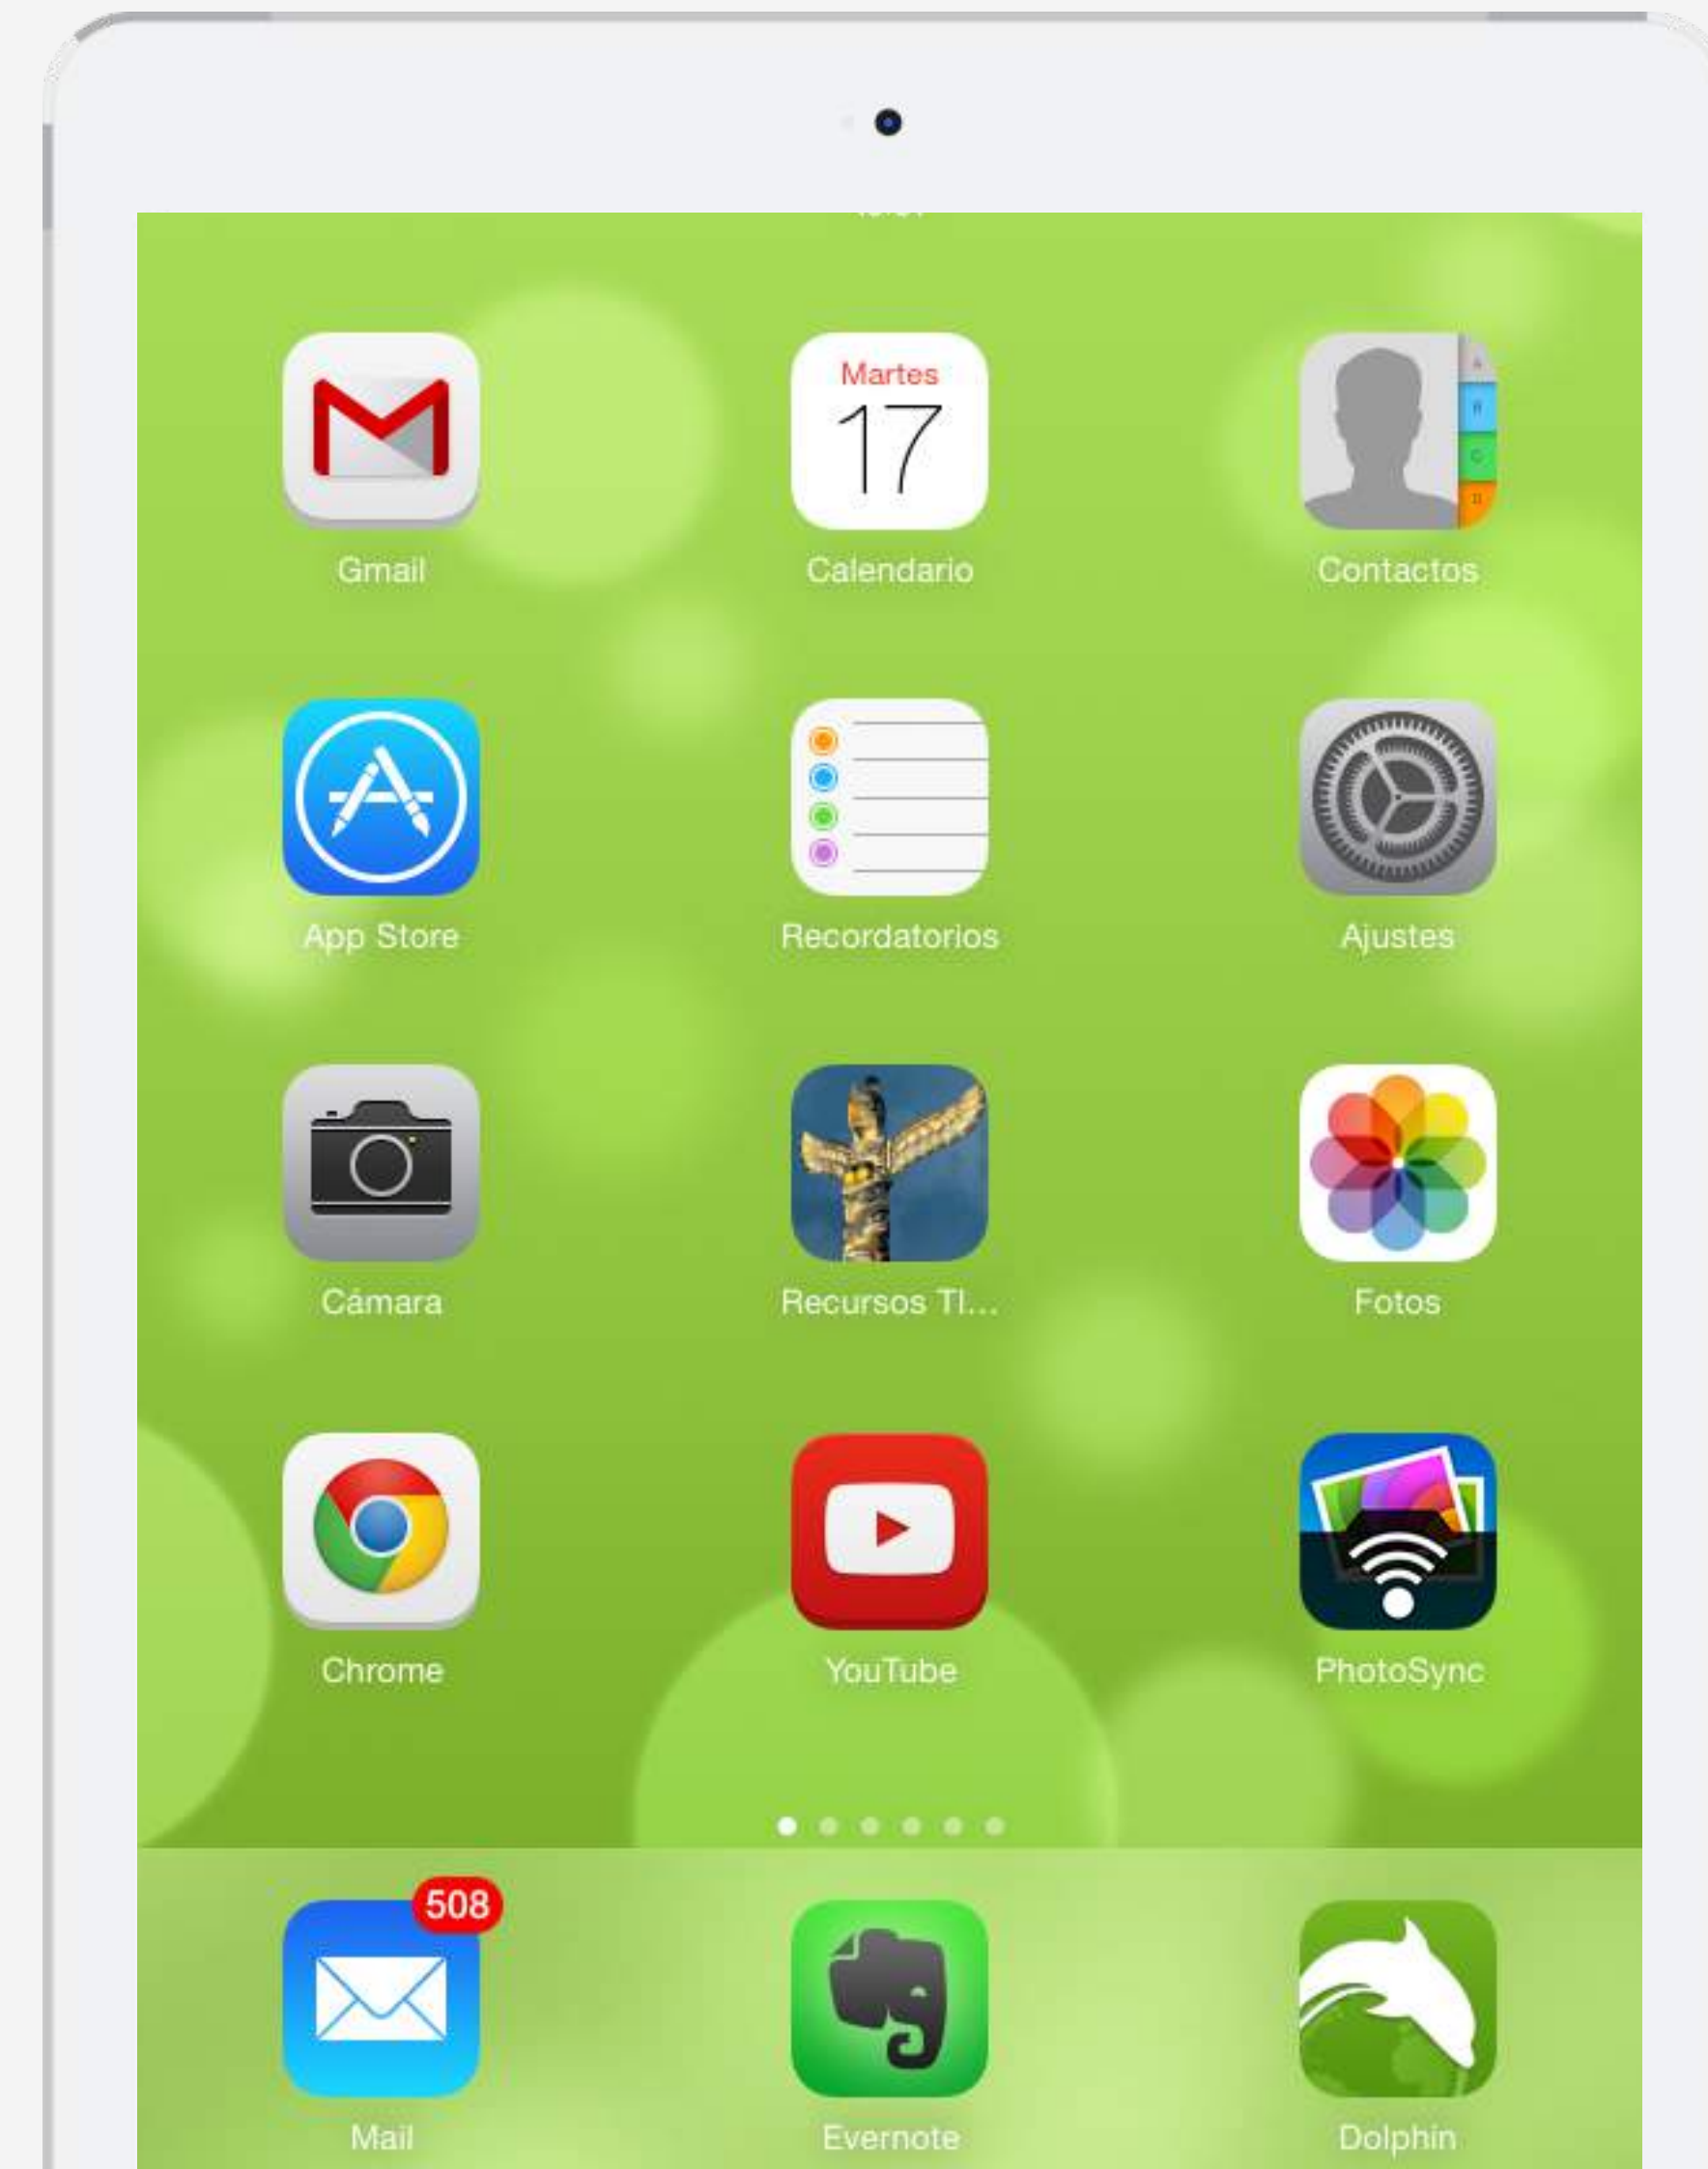 Martes
17
Gmail
Calendario
Contactos
App Store
Recordatorios
Ajustes
Cámara
Recursos TI...
Fotos
Chrome
YouTube
PhotoSync
508
Mail
Evernote
Dolphin